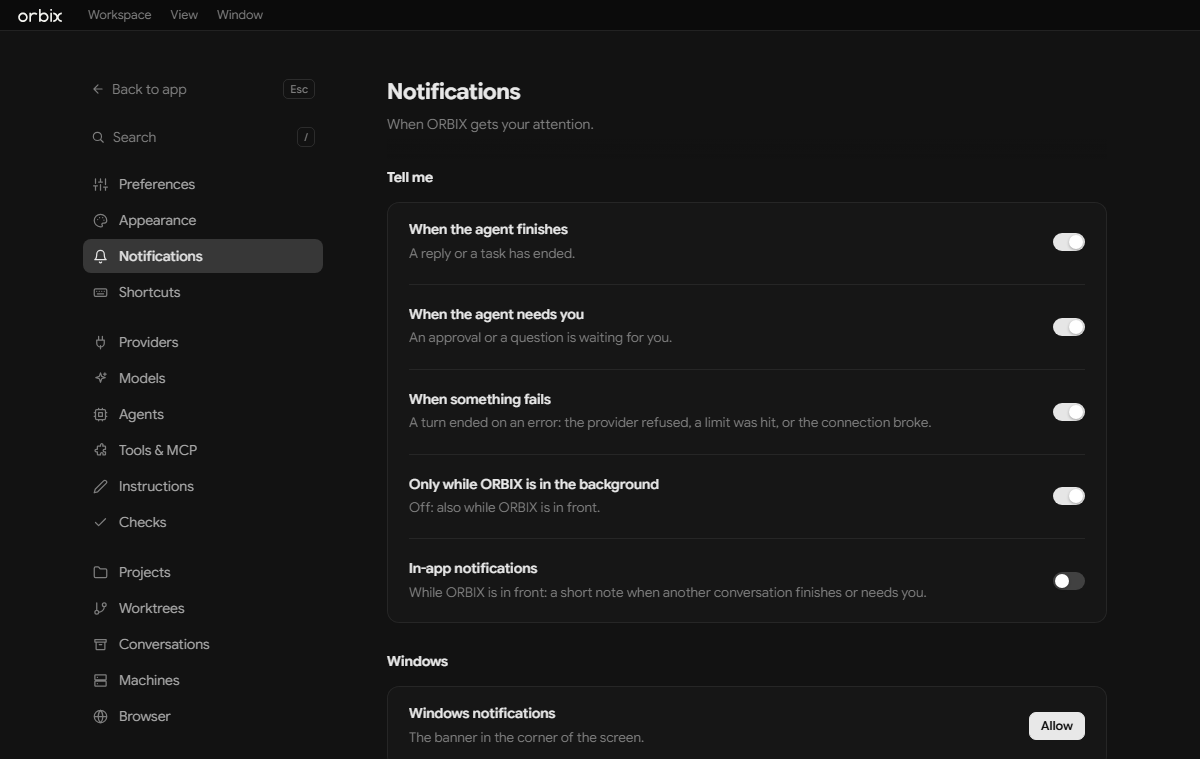 orbix Workspace View Window
Back to app Esc
Search /
Preferences
Appearance
Notifications
Shortcuts
Providers
Models
Agents
Tools & MCP
Instructions
Checks
Projects
Worktrees
Conversations
Machines
Browser
Notifications
When ORBIX gets your attention.
Tell me
When the agent finishes
A reply or a task has ended.
When the agent needs you
An approval or a question is waiting for you.
When something fails
A turn ended on an error: the provider refused, a limit was hit, or the connection broke.
Only while ORBIX is in the background
Off: also while ORBIX is in front.
In-app notifications
While ORBIX is in front: a short note when another conversation finishes or needs you.
Windows
Windows notifications
The banner in the corner of the screen.
Allow